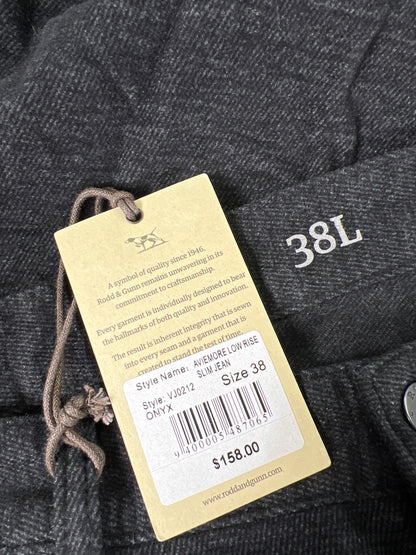 38L
A symbol of quality since 1946.
Rodd & Gunn remains unwavering in its
commitment to craftsmanship.
Every garment is individually designed to bear
the hallmarks of both quality and innovation.
The result is inherent integrity that is sewn
into every seam and a garment that is
created to stand the test of time.
Style Name: AVIEMORE LOW RISE
SLIM JEAN
Style: VJ0212
ONYX
Size 38
9400005487065
$158.00
www.roddandgunn.com